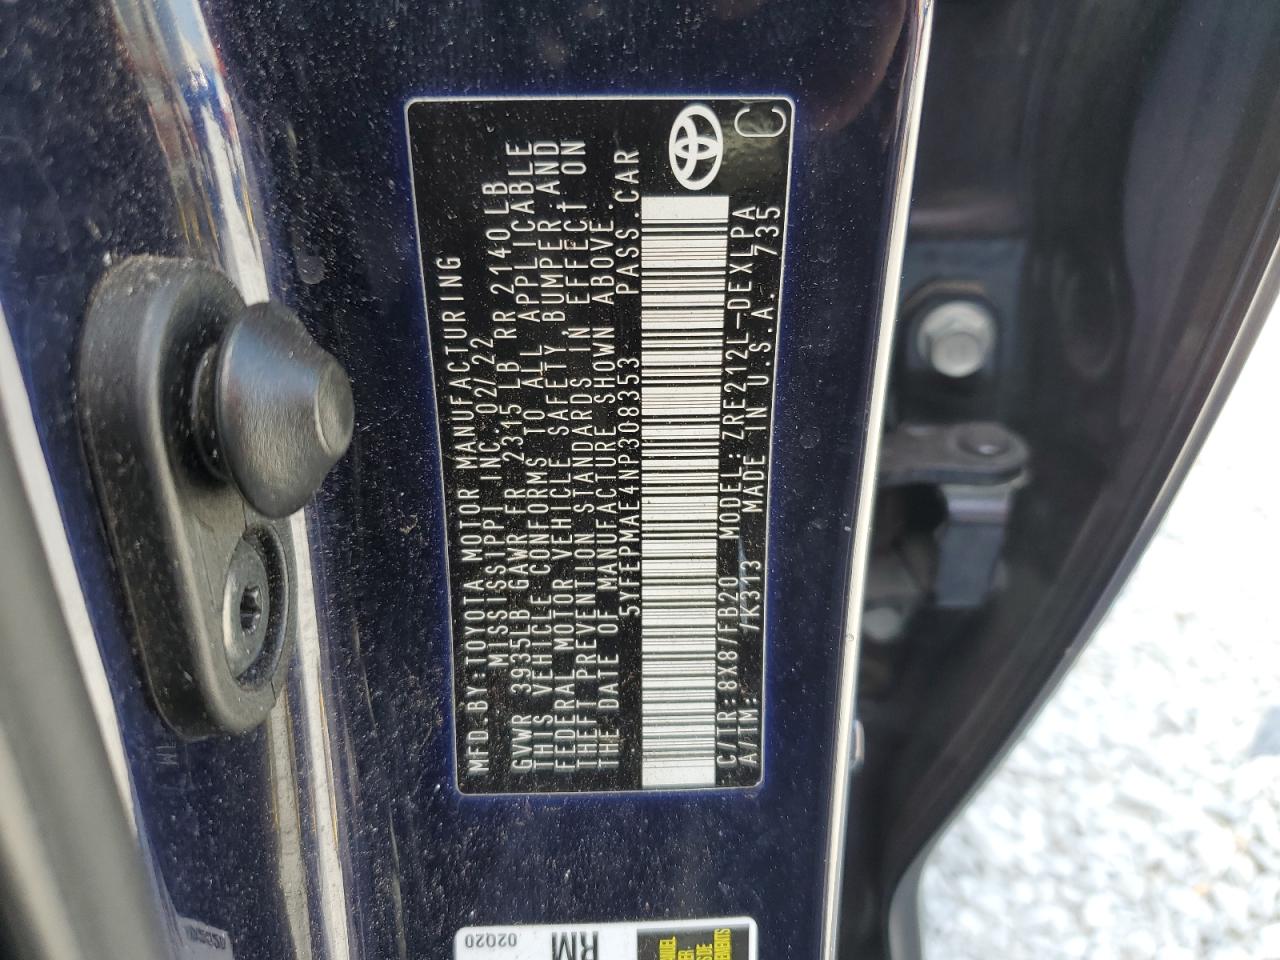 MFD.BY:TOYOTA MOTOR MANUFACTURING
MISSISSIPPI INC. 02/22
GVWR 3935LB GAWR FR 2315LB RR 2140LB
THIS VEHICLE CONFORMS TO ALL APPLICABLE
FEDERAL MOTOR VEHICLE SAFETY, BUMPER, AND
THEFT PREVENTION STANDARDS IN EFFECT ON
THE DATE OF MANUFACTURE SHOWN ABOVE.
5YFEPMAE4NP308353 PASS.CAR
C/TR:8X8/FB20 MODEL:ZRE212L-DEXLPA
A/TM: /K313 MADE IN U.S.A. 735
C
02020
RM